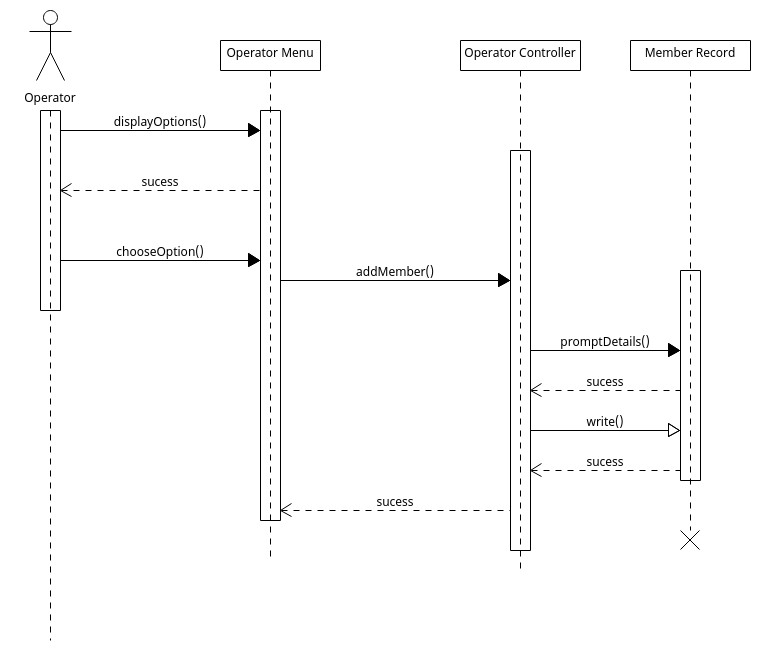 Operator Menu
Operator Controller
Member Record
Operator
displayOptions()
sucess
chooseOption()
addMember()
promptDetails()
sucess
write()
sucess
sucess